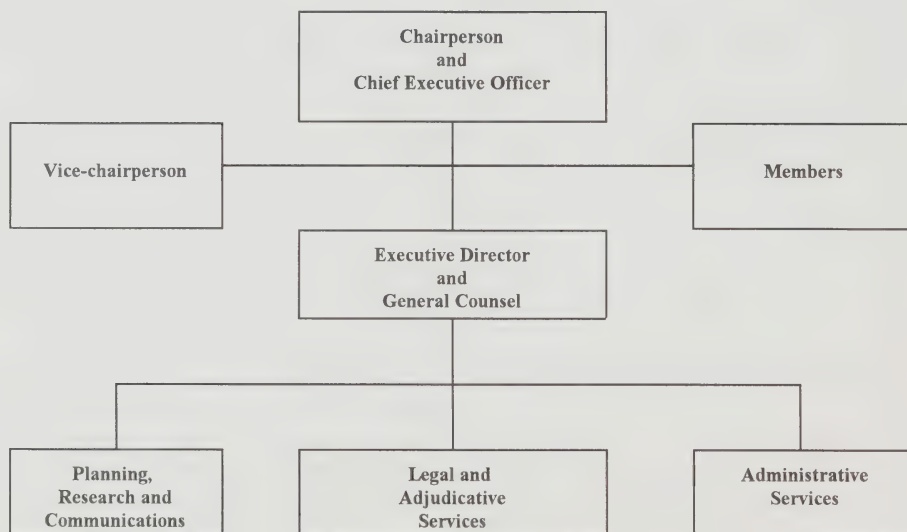 Chairperson
and
Chief Executive Officer
Vice-chairperson
Members
Executive Director
and
General Counsel
Planning,
Research and
Communications
Legal and
Adjudicative
Services
Administrative
Services